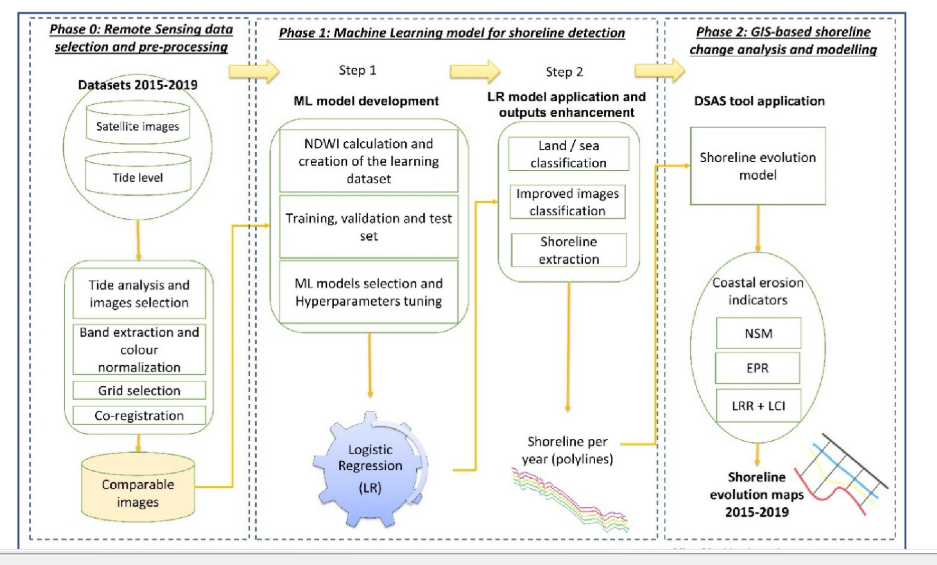 Phase 0: Remote Sensing data
selection and pre-processing
Datasets 2015-2019
Satellite images
Tide level
Tide analysis and
images selection
Band extraction and
colour
normalization
Grid selection
Co-registration
Comparable
images
Phase 1: Machine Learning model for shoreline detection
Step 1
ML model development
NDWI calculation and
creation of the learning
dataset
Training, validation and test
set
ML models selection and
Hyperparameters tuning
Logistic
Regression
(LR)
Step 2
LR model application and
outputs enhancement
Land / sea
classification
Improved images
classification
Shoreline
extraction
Shoreline per
year (polylines)
Phase 2: GIS-based shoreline
change analysis and modelling
DSAS tool application
Shoreline evolution
model
Coastal erosion
indicators
NSM
EPR
LRR + LCI
Shoreline
evolution maps
2015-2019